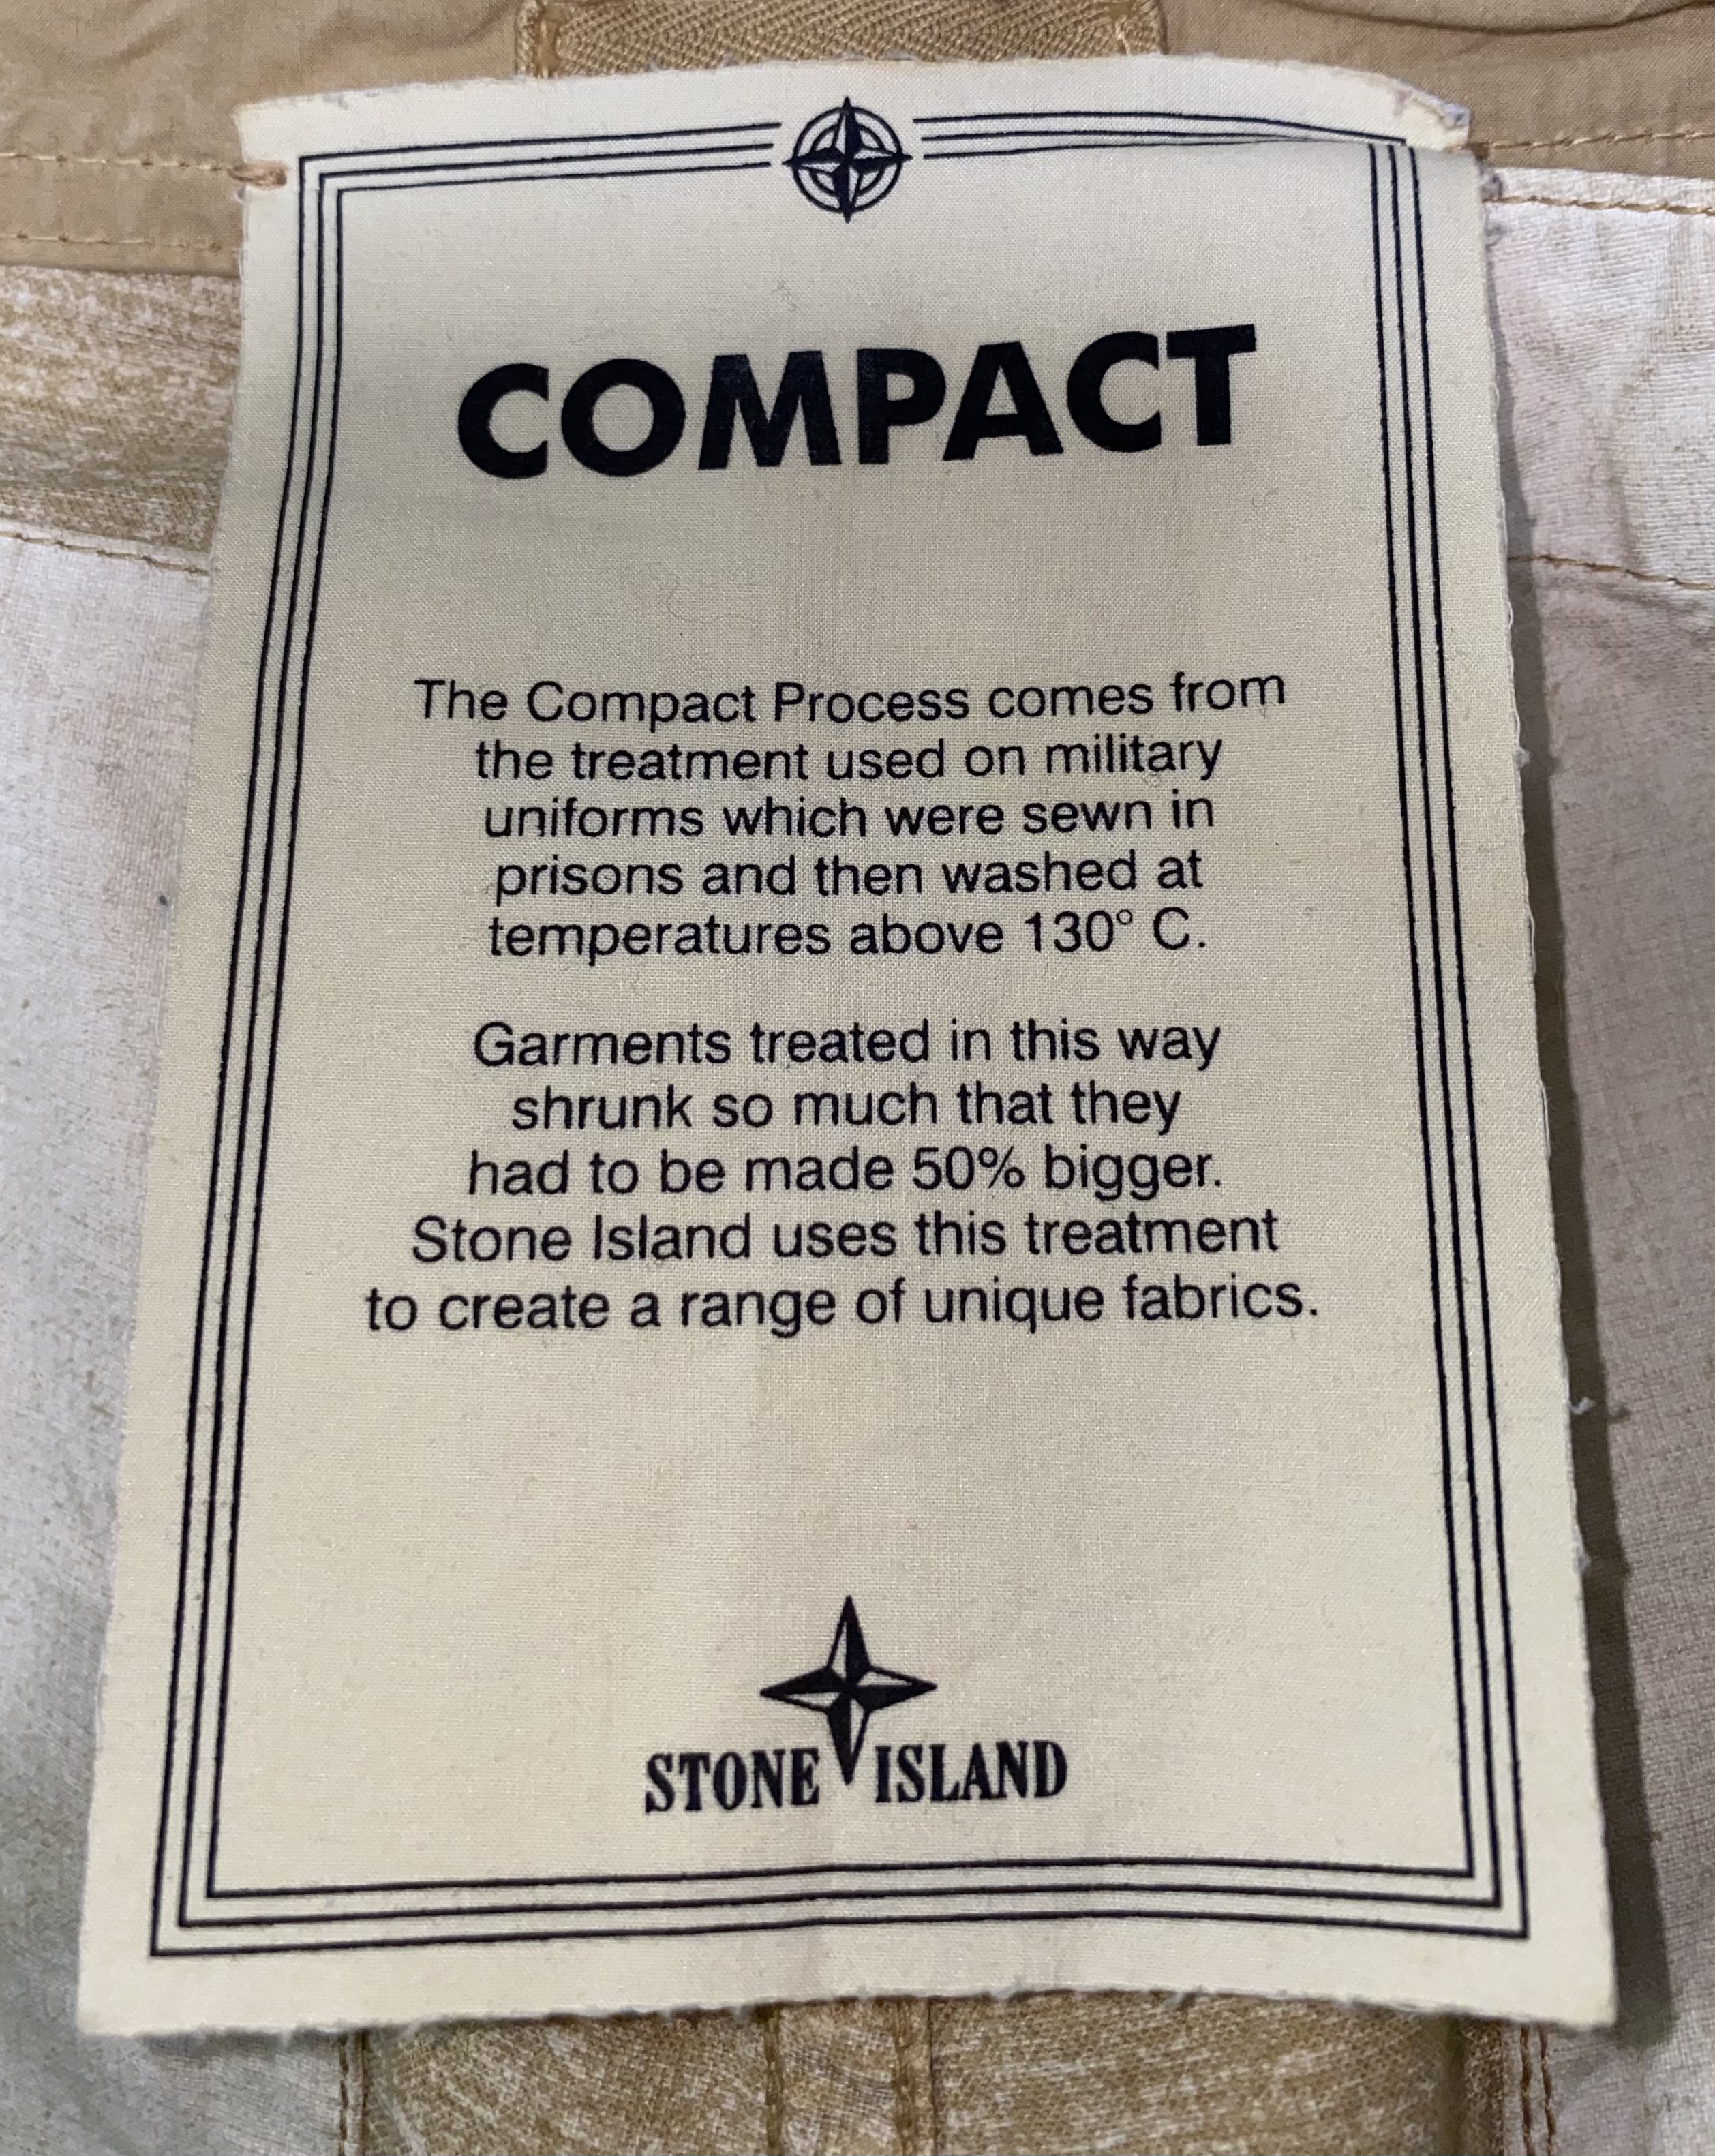 COMPACT
The Compact Process comes from
the treatment used on military
uniforms which were sewn in
prisons and then washed at
temperatures above 130° C.
Garments treated in this way
shrunk so much that they
had to be made 50% bigger.
Stone Island uses this treatment
to create a range of unique fabrics.
STONE ISLAND